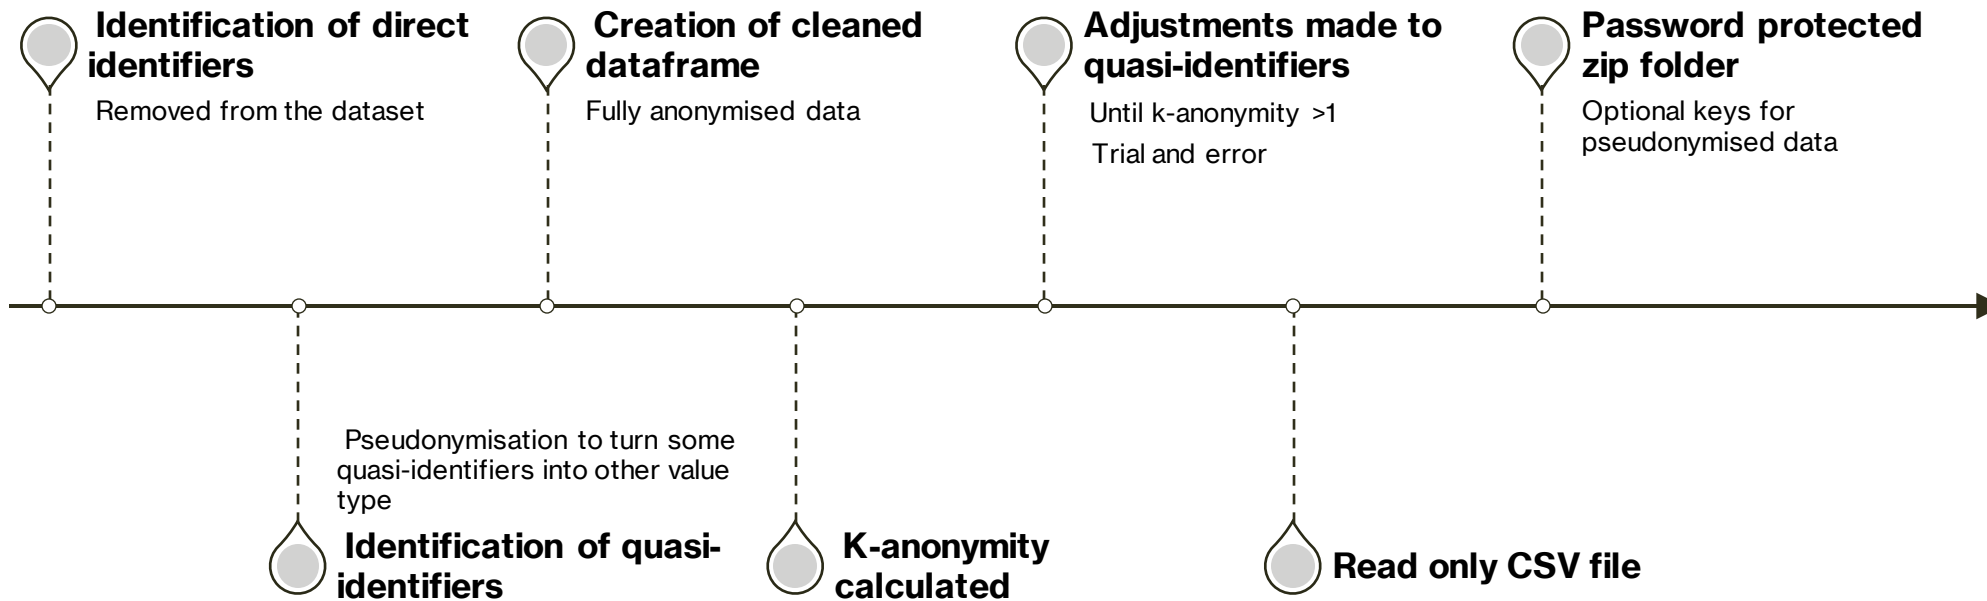 Identification of direct
identifiers
Removed from the dataset
Creation of cleaned
dataframe
Fully anonymised data
Adjustments made to
quasi-identifiers
Until k-anonymity >1
Trial and error
Password protected
zip folder
Optional keys for
pseudonymised data
Pseudonymisation to turn some
quasi-identifiers into other value
type
Identification of quasi-
identifiers
K-anonymity
calculated
Read only CSV file